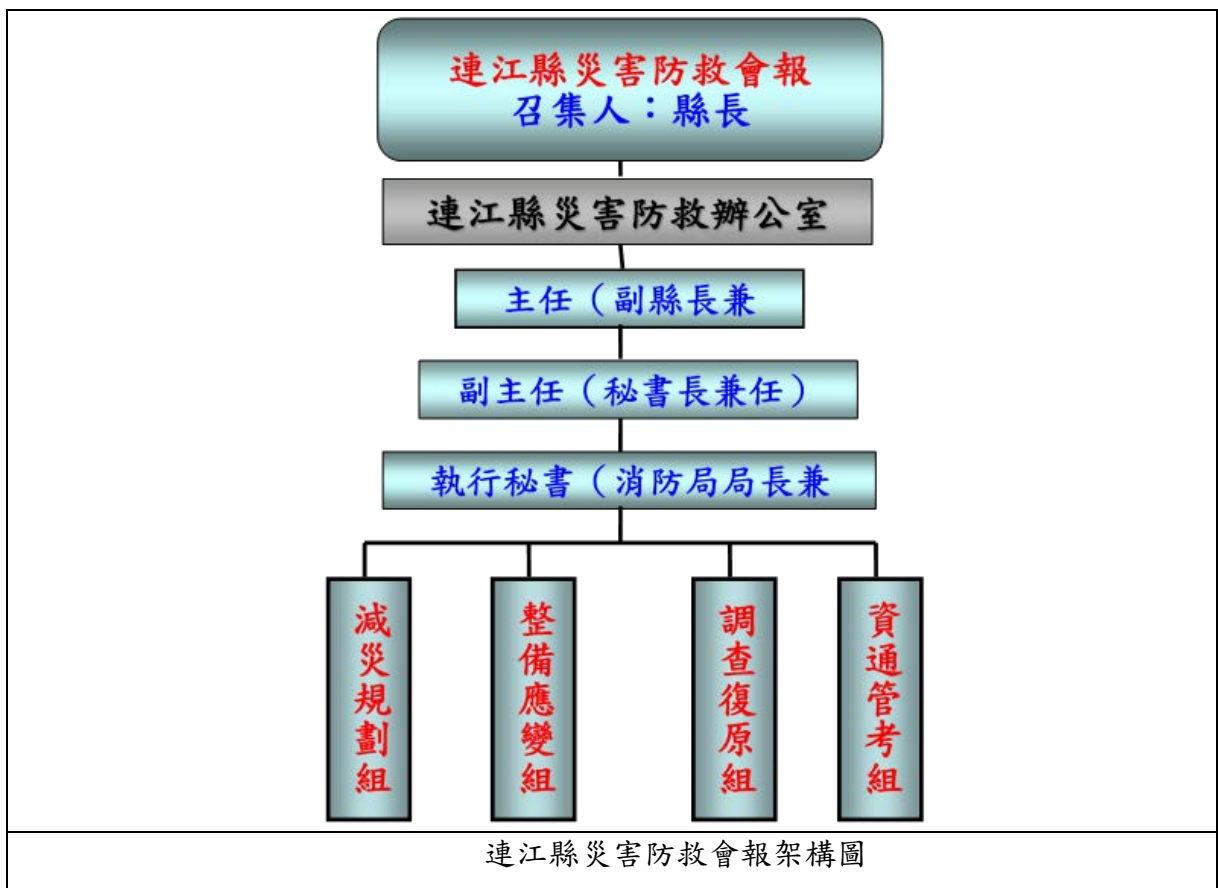 連江縣災害防救會報
召集人：縣長
連江縣災害防救辦公室
主任（副縣長兼
副主任（秘書長兼任）
執行秘書（消防局局長兼
減災規劃組
整備應變組
調查復原組
資通管考組
連江縣災害防救會報架構圖